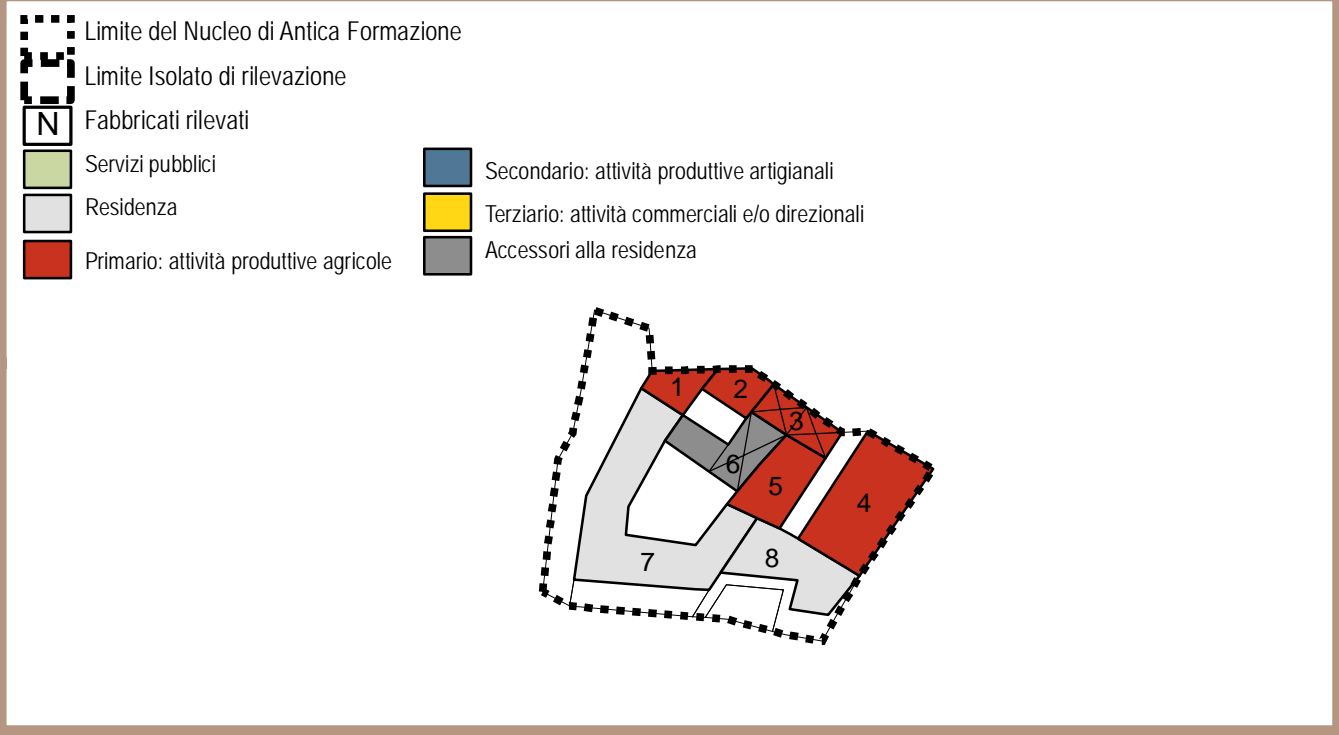 Limite del Nucleo di Antica Formazione
Limite Isolato di rilevazione
N Fabbricati rilevati
Servizi pubblici
Residenza
Primario: attività produttive agricole
Secondario: attività produttive artigianali
Terziario: attività commerciali e/o direzionali
Accessori alla residenza
1
2
3
6
5
4
7
8